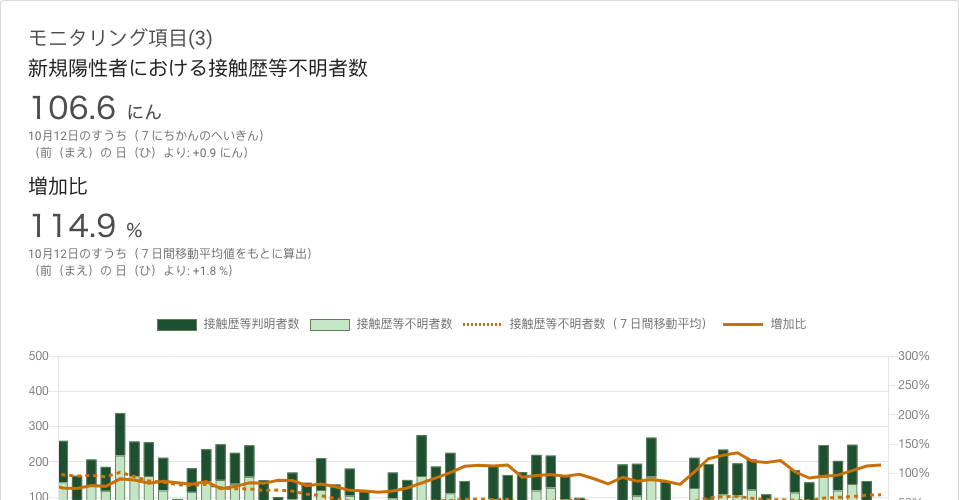 モニタリング項目(3)
新規陽性者における接触歴等不明者数
106.6 にん
10月12日のすうち（７にちかんのへいきん）
（前（まえ）の 日（ひ）より: +0.9 にん）
増加比
114.9 %
10月12日のすうち（７日間移動平均値をもとに算出）
（前（まえ）の 日（ひ）より: +1.8 %）
接触歴等判明者数 接触歴等不明者数 接触歴等不明者数（７日間移動平均） 増加比
500 300%
250%
400
200%
300
150%
200
100%
100